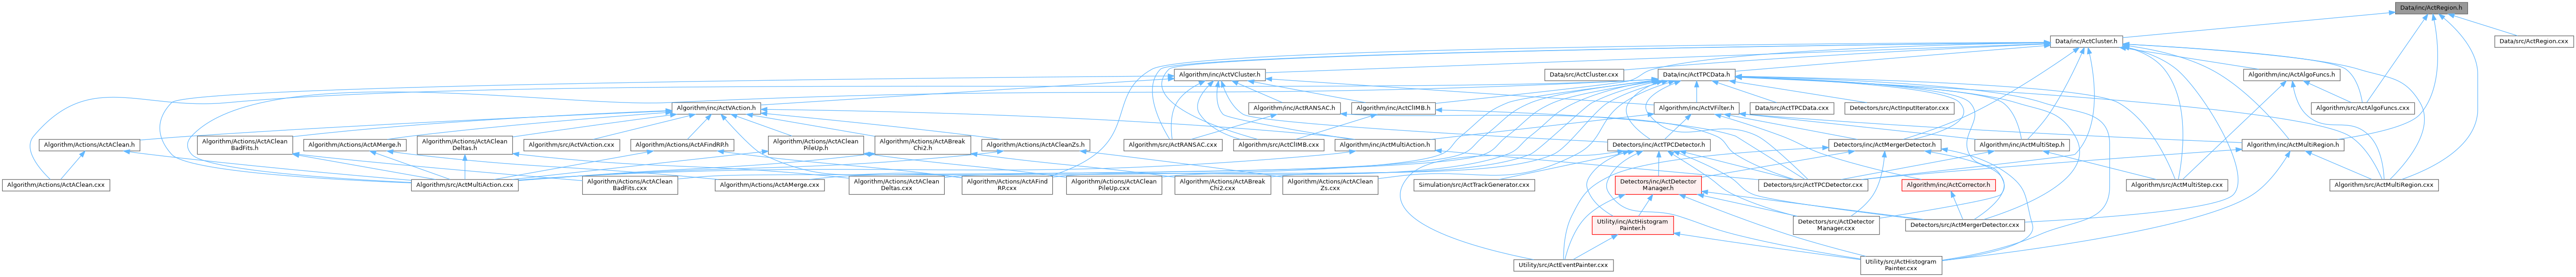 Data/inc/ActRegion.h
Data/inc/ActCluster.h
Data/src/ActRegion.cxx
Algorithm/inc/ActVCluster.h
Data/src/ActCluster.cxx
Data/inc/ActTPCData.h
Algorithm/inc/ActAlgoFuncs.h
Algorithm/inc/ActVAction.h
Algorithm/inc/ActRANSAC.h
Algorithm/inc/ActClIMB.h
Algorithm/inc/ActVFilter.h
Data/src/ActTPCData.cxx
Detectors/src/ActInputIterator.cxx
Algorithm/src/ActAlgoFuncs.cxx
Algorithm/Actions/ActAClean.h
Algorithm/Actions/ActAClean
BadFits.h
Algorithm/Actions/ActAMerge.h
Algorithm/Actions/ActAClean
Deltas.h
Algorithm/src/ActVAction.cxx
Algorithm/Actions/ActAFindRP.h
Algorithm/Actions/ActAClean
PileUp.h
Algorithm/Actions/ActABreak
Chi2.h
Algorithm/Actions/ActACleanZs.h
Algorithm/src/ActRANSAC.cxx
Algorithm/src/ActClIMB.cxx
Algorithm/inc/ActMultiAction.h
Detectors/inc/ActTPCDetector.h
Detectors/inc/ActMergerDetector.h
Algorithm/inc/ActMultiStep.h
Algorithm/inc/ActMultiRegion.h
Algorithm/Actions/ActAClean.cxx
Algorithm/src/ActMultiAction.cxx
Algorithm/Actions/ActAClean
BadFits.cxx
Algorithm/Actions/ActAMerge.cxx
Algorithm/Actions/ActAClean
Deltas.cxx
Algorithm/Actions/ActAFind
RP.cxx
Algorithm/Actions/ActAClean
PileUp.cxx
Algorithm/Actions/ActABreak
Chi2.cxx
Algorithm/Actions/ActAClean
Zs.cxx
Simulation/src/ActTrackGenerator.cxx
Detectors/inc/ActDetector
Manager.h
Detectors/src/ActTPCDetector.cxx
Algorithm/inc/ActCorrector.h
Algorithm/src/ActMultiStep.cxx
Algorithm/src/ActMultiRegion.cxx
Utility/inc/ActHistogram
Painter.h
Detectors/src/ActDetector
Manager.cxx
Detectors/src/ActMergerDetector.cxx
Utility/src/ActEventPainter.cxx
Utility/src/ActHistogram
Painter.cxx